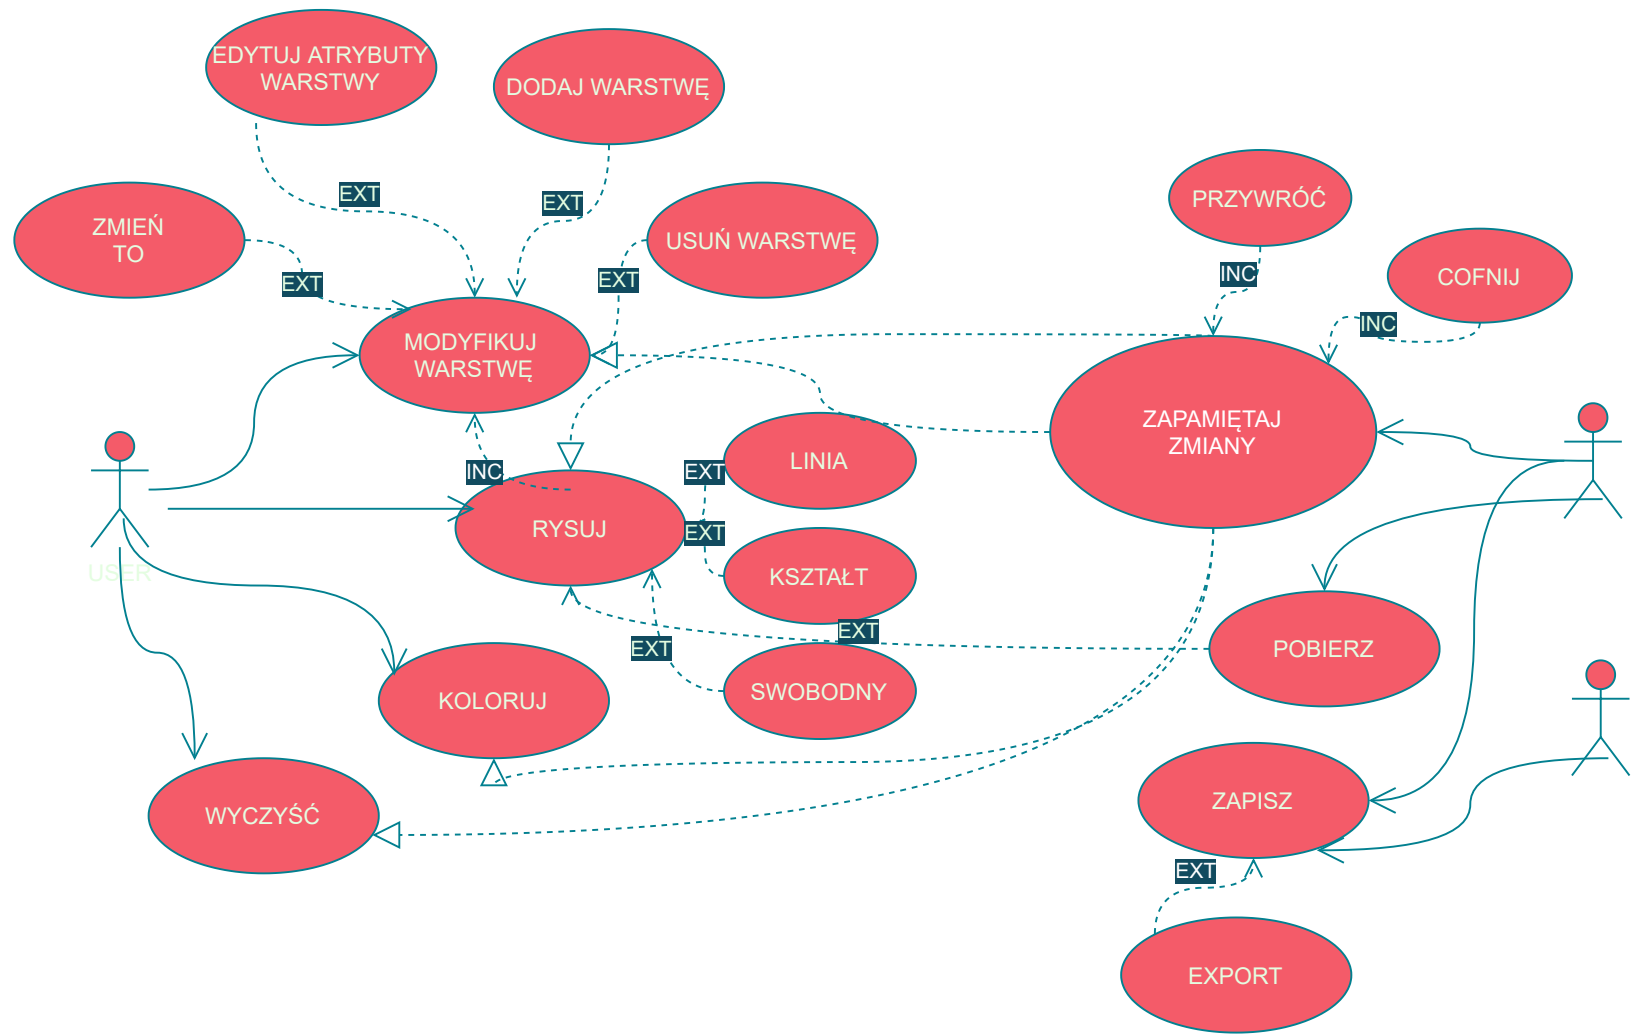 EDYTUJ ATRYBUTY
WARSTWY
DODAJ WARSTWĘ
EXT
EXT
PRZYWRÓĆ
ZMIEŃ
TO
USUŃ WARSTWĘ
EXT
EXT
INC
COFNIJ
INC
MODYFIKUJ
WARSTWĘ
ZAPAMIĘTAJ
ZMIANY
INC
EXT
LINIA
RYSUJ
EXT
KSZTAŁT
USER
EXT
EXT
POBIERZ
KOLORUJ
SWOBODNY
WYCZYŚĆ
ZAPISZ
EXT
EXPORT